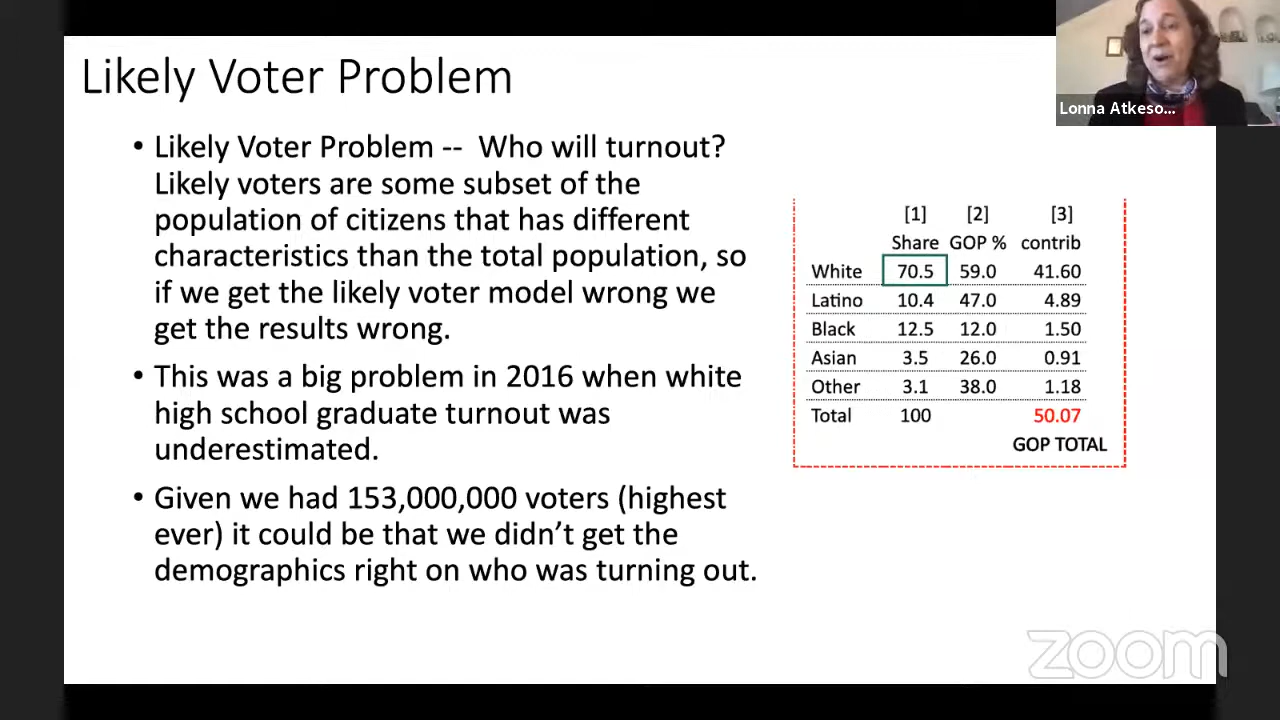 Likely Voter Problem
• Likely Voter Problem -- Who will turnout?
Likely voters are some subset of the
population of citizens that has different
characteristics than the total population, so
if we get the likely voter model wrong we
get the results wrong.
• This was a big problem in 2016 when white
high school graduate turnout was
underestimated.
• Given we had 153,000,000 voters (highest
ever) it could be that we didn't get the
demographics right on who was turning out.
Lonna Atkeso...
[1] [2] [3]
Share GOP % contrib
White 70.5 59.0 41.60
Latino 10.4 47.0 4.89
Black 12.5 12.0 1.50
Asian 3.5 26.0 0.91
Other 3.1 38.0 1.18
Total 100 50.07
GOP TOTAL
zoom